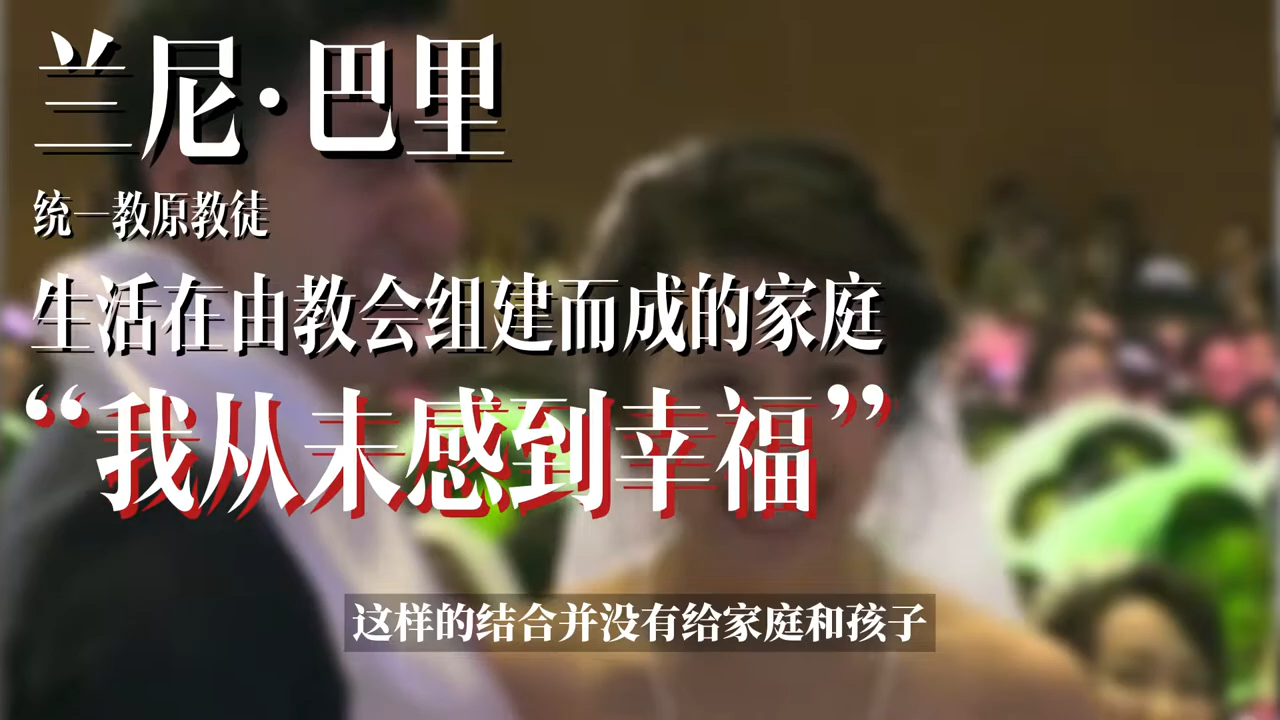 兰尼·巴里
统一教原教徒
生活在由教会组建而成的家庭
“我从未感到幸福”
这样的结合并没有给家庭和孩子